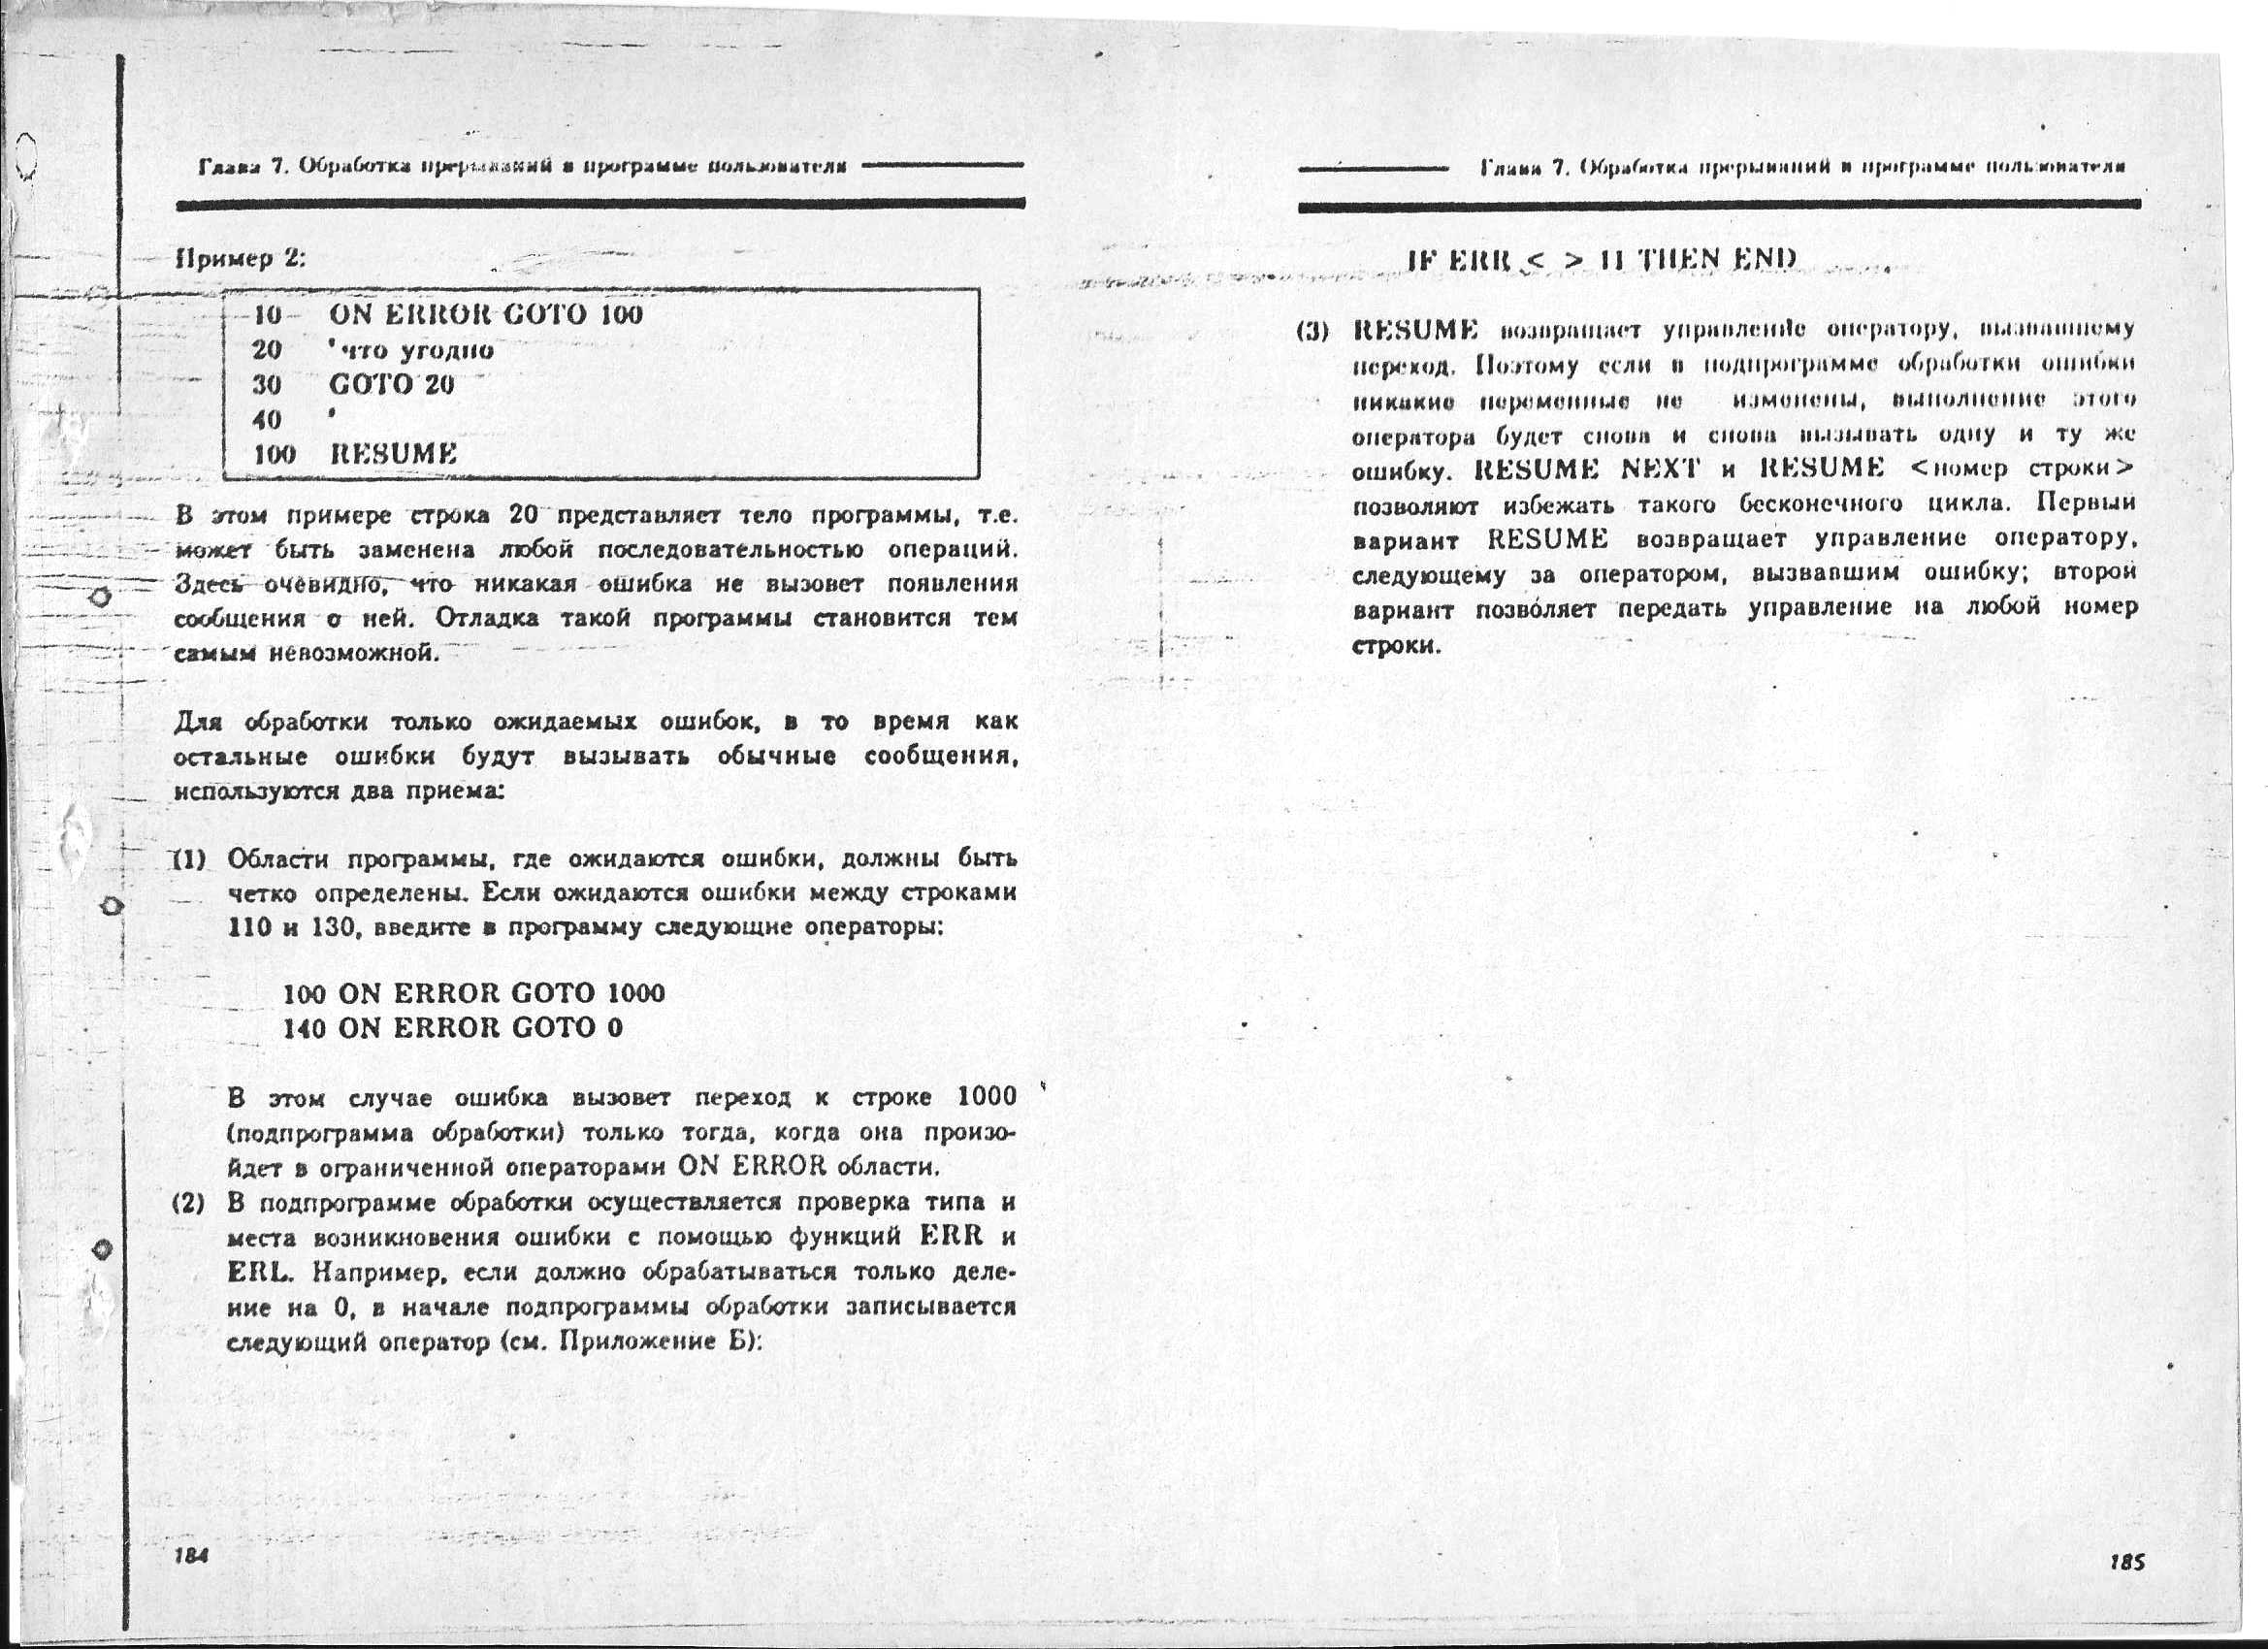 Глава 7. Обработка прерываний в программе пользователя
Пример 2:
10 ON ERROR GOTO 100
20 'что угодно
30 GOTO 20
40 '
100 RESUME
В этом примере строка 20 представляет тело программы, т.е.
может быть заменена любой последовательностью операций.
Здесь очевидно, что никакая ошибка не вызовет появления
сообщения о ней. Отладка такой программы становится тем
самым невозможной.
Для обработки только ожидаемых ошибок, в то время как
остальные ошибки будут вызывать обычные сообщения,
используются два приема:
(1) Области программы, где ожидаются ошибки, должны быть
четко определены. Если ожидаются ошибки между строками
110 и 130, введите в программу следующие операторы:
100 ON ERROR GOTO 1000
140 ON ERROR GOTO 0
В этом случае ошибка вызовет переход к строке 1000
(подпрограмма обработки) только тогда, когда она произо-
йдет в ограниченной операторами ON ERROR области.
(2) В подпрограмме обработки осуществляется проверка типа и
места возникновения ошибки с помощью функций ERR и
ERL. Например, если должно обрабатываться только деле-
ние на 0, в начале подпрограммы обработки записывается
следующий оператор (см. Приложение Б):
184
Глава 7. Обработка прерываний в программе пользователя
IF ERR < > 11 THEN END
(3) RESUME возвращает управление оператору, вызвавшему
переход. Поэтому если в подпрограмме обработки ошибки
никакие переменные не изменены, выполнение этого
оператора будет снова и снова вызывать одну и ту же
ошибку. RESUME NEXT и RESUME <номер строки>
позволяют избежать такого бесконечного цикла. Первый
вариант RESUME возвращает управление оператору,
следующему за оператором, вызвавшим ошибку; второй
вариант позволяет передать управление на любой номер
строки.
185